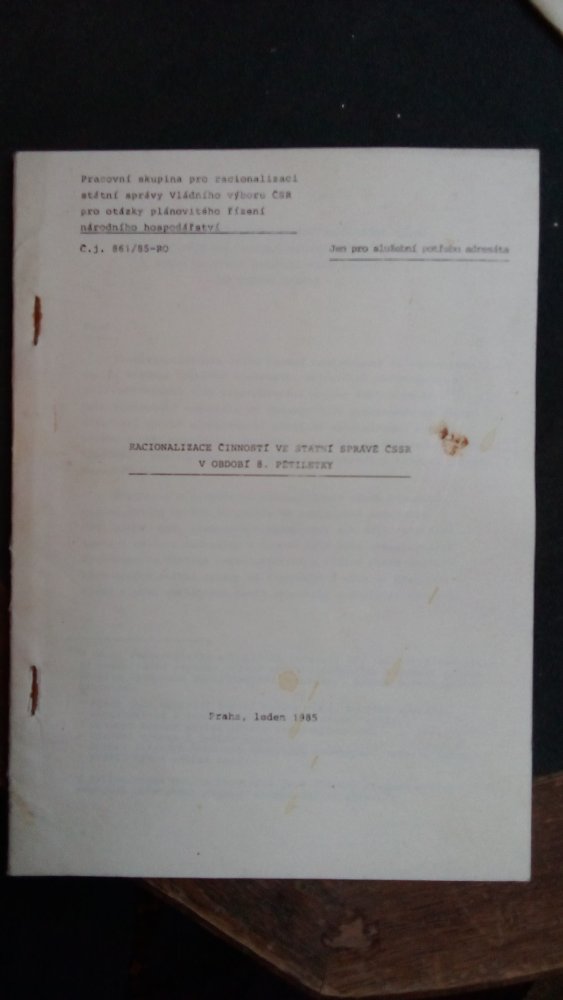 Pracovní skupina pro racionalizaci
státní správy Vládního výboru ČSR
pro otázky plánovitého řízení
národního hospodářství
Č.j. 861/85-RO
Jen pro služební potřebu adresáta
RACIONALIZACE ČINNOSTÍ VE STÁTNÍ SPRÁVĚ ČSSR
V OBDOBÍ 8. PĚTILETKY
Praha, leden 1985